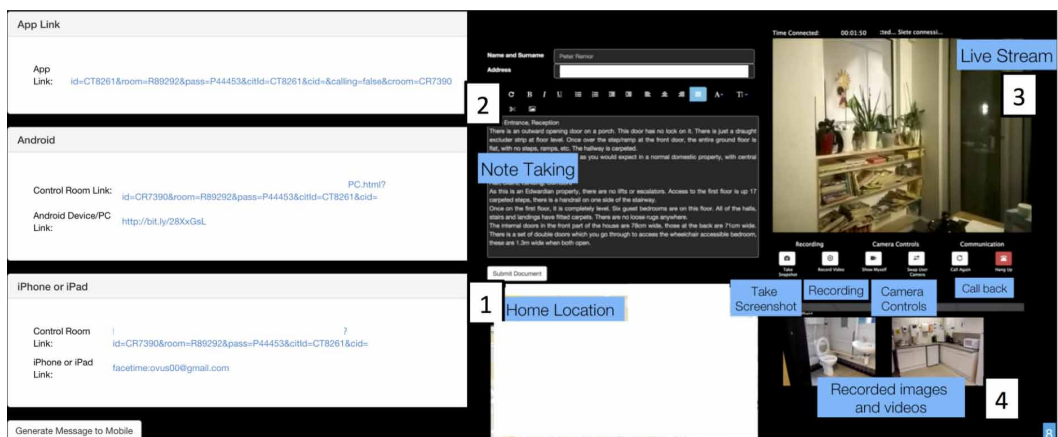 App Link
App
Link:
id=CT8261&room=R89292&pass=P44453&citId=CT8261&cid=&calling=false&croom=CR7390
Android
Control Room Link:
PC.html?
id=CR7390&room=R89292&pass=P44453&citId=CT8261&cid=
Android Device/PC
Link:
http://bit.ly/28XxGsL
iPhone or iPad
Control Room
Link:
?
id=CR7390&room=R89292&pass=P44453&citId=CT8261&cid=
iPhone or iPad
Link:
facetime:ovus00@gmail.com
Generate Message to Mobile
Name and Surname
Peter Remor
Address
2
Entrance, Reception
There is an outward opening door on a porch. This door has no lock on it. There is just a draught
excluder strip at floor level. Once over the step/ramp at the front door, the entire ground floor is
flat, with no steps, ramps, etc. The hallway is carpeted.
as you would expect in a normal domestic property, with central
Note Taking
As this is an Edwardian property, there are no lifts or escalators. Access to the first floor is up 17
carpeted steps, there is a handrail on one side of the stairway.
Once on the first floor, it is completely level. Six guest bedrooms are on this floor. All of the halls,
stairs and landings have fitted carpets. There are no loose rugs anywhere.
The internal doors in the front part of the house are 78cm wide, those at the back are 71cm wide.
There is a set of double doors which you go through to access the wheelchair accessible bedroom,
these are 1.3m wide when both open.
Submit Document
1
Home Location
Time Connected: 00:01:50
Siete connessi...
Live Stream
3
Recording
Camera Controls
Communication
Take
Snapshot
Record Video
Show Myself
Swap User
Camera
Call Again
Hang Up
Take
Screenshot
Recording
Camera
Controls
Call back
Recorded images
and videos
4
8